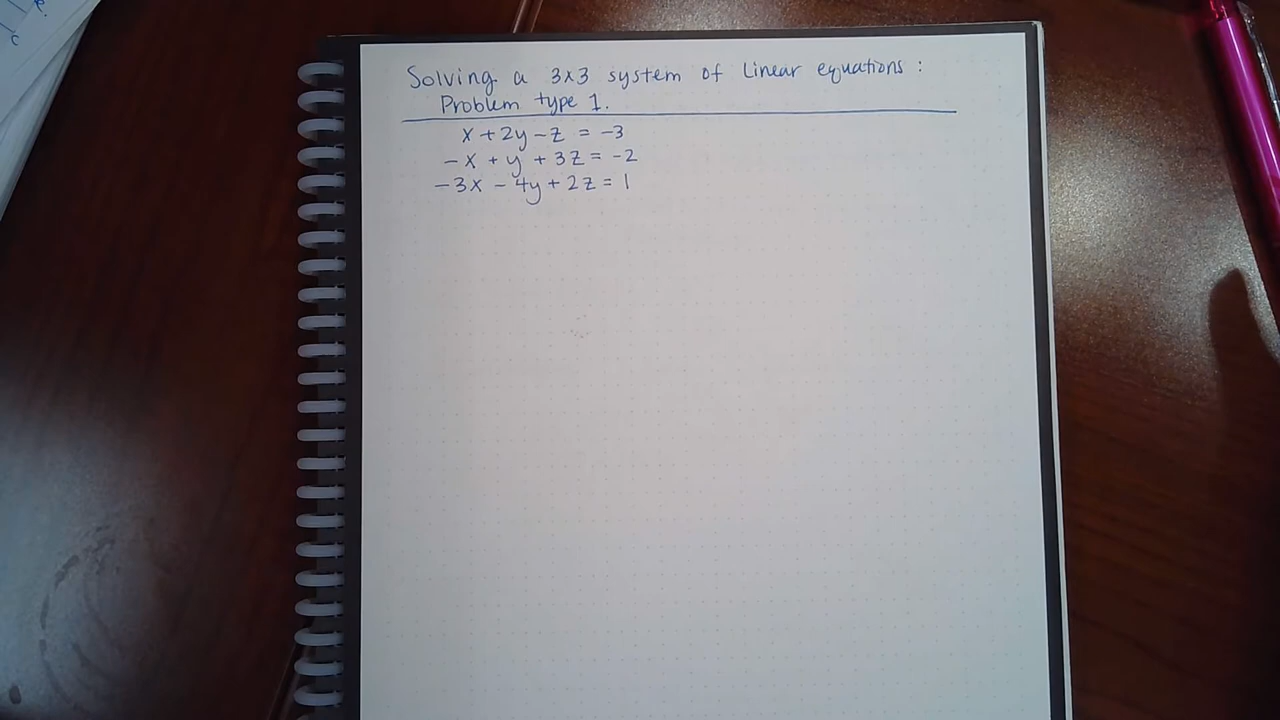 Solving a 3x3 system of Linear equations :
Problem type 1.
x + 2y - z = -3
-x + y + 3z = -2
-3x - 4y + 2z = 1
c